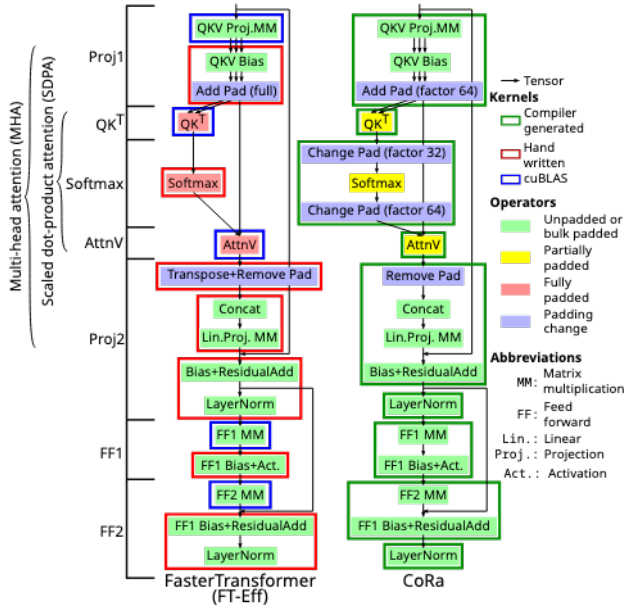 Multi-head attention (MHA)
Scaled dot-product attention (SDPA)
Proj1
QKT
Softmax
AttnV
Proj2
FF1
FF2
QKV Proj.MM
QKV Bias
Add Pad (full)
QKT
Softmax
AttnV
Transpose+Remove Pad
Concat
Lin.Proj. MM
Bias+ResidualAdd
LayerNorm
FF1 MM
FF1 Bias+Act.
FF2 MM
FF1 Bias+ResidualAdd
LayerNorm
FasterTransformer
(FT-Eff)
QKV Proj.MM
QKV Bias
Add Pad (factor 64)
QKT
Change Pad (factor 32)
Softmax
Change Pad (factor 64)
AttnV
Remove Pad
Concat
Lin.Proj. MM
Bias+ResidualAdd
LayerNorm
FF1 MM
FF1 Bias+Act.
FF2 MM
FF1 Bias+ResidualAdd
LayerNorm
CoRa
Tensor
Kernels
Compiler
generated
Hand
written
cuBLAS
Operators
Unpadded or
bulk padded
Partially
padded
Fully
padded
Padding
change
Abbreviations
MM: Matrix
multiplication
FF: Feed
forward
Lin.: Linear
Proj.: Projection
Act.: Activation